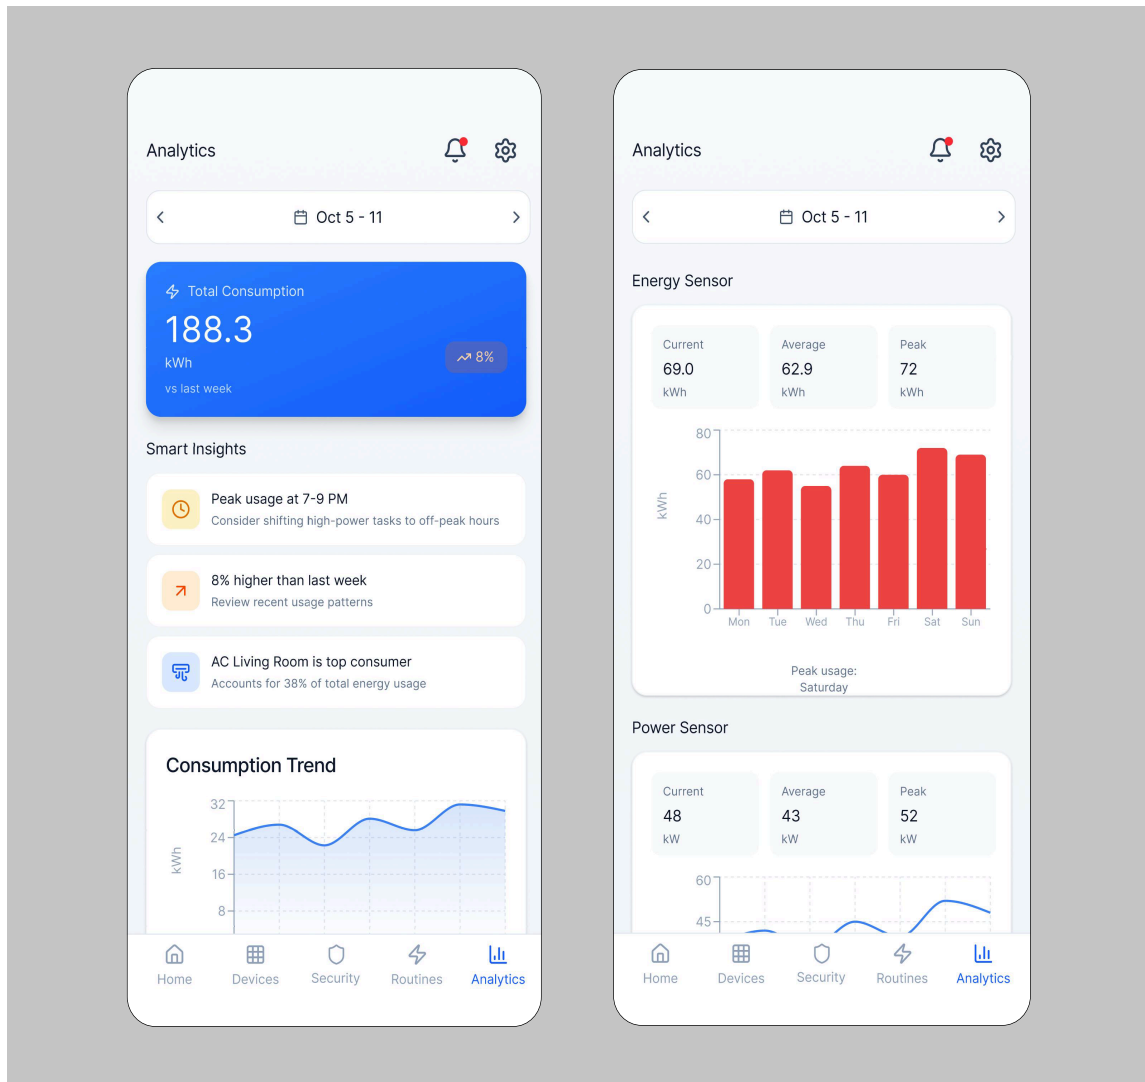 Analytics
Oct 5 - 11
Total Consumption
188.3
kWh
8%
vs last week
Smart Insights
Peak usage at 7-9 PM
Consider shifting high-power tasks to off-peak hours
8% higher than last week
Review recent usage patterns
AC Living Room is top consumer
Accounts for 38% of total energy usage
Consumption Trend
32
24
16
8
kWh
Home Devices Security Routines Analytics
Analytics
Oct 5 - 11
Energy Sensor
Current Average Peak
69.0 62.9 72
kWh kWh kWh
80
60
40
20
0
kWh
Mon Tue Wed Thu Fri Sat Sun
Peak usage:
Saturday
Power Sensor
Current Average Peak
48 43 52
kW kW kW
60
45
Home Devices Security Routines Analytics